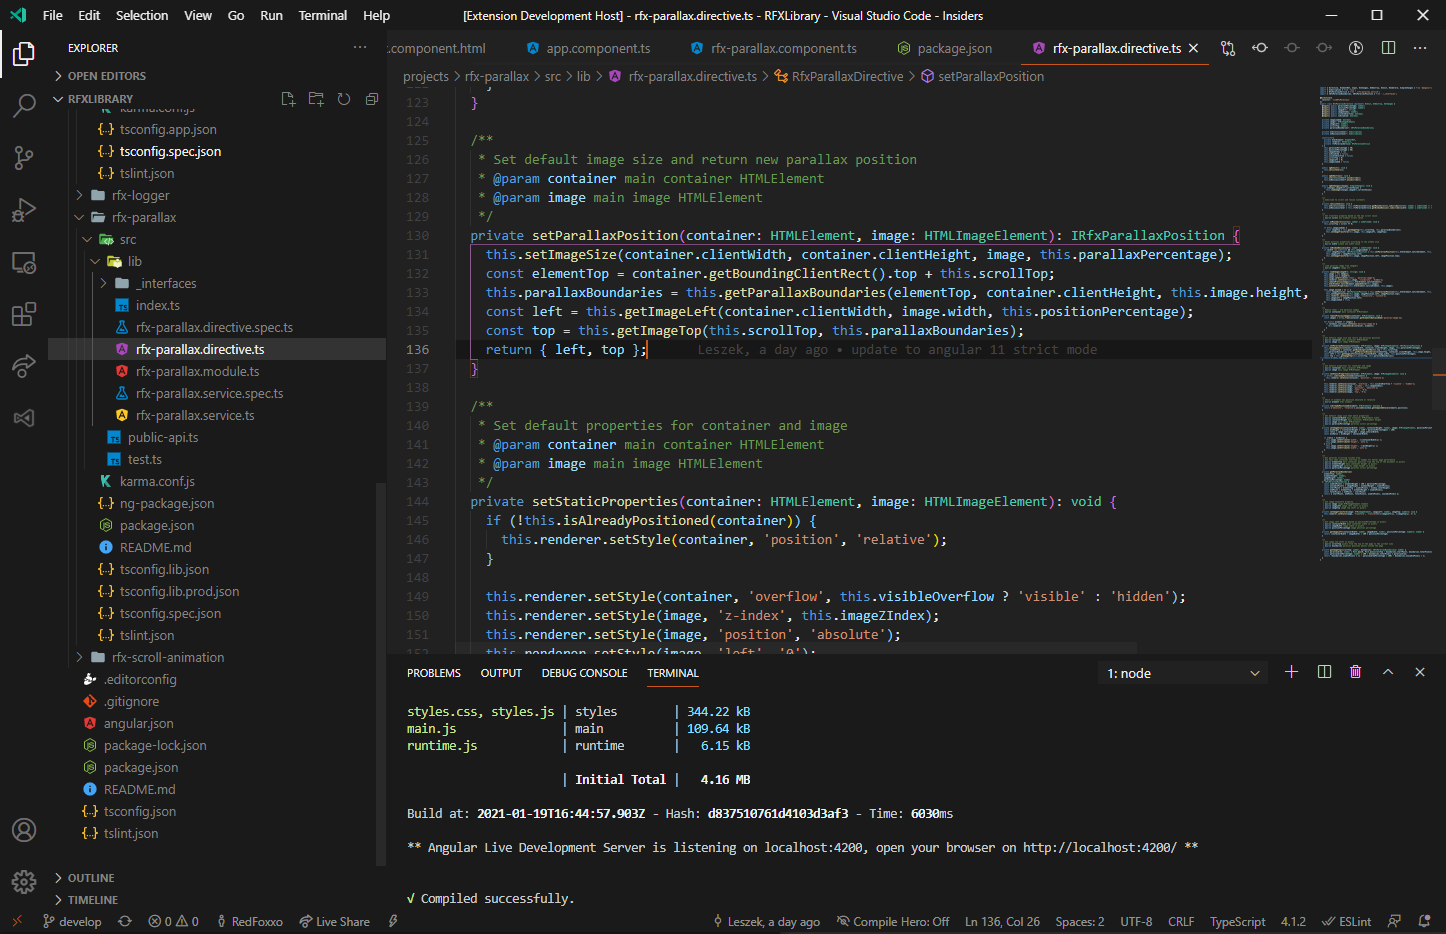 File Edit Selection View Go Run Terminal Help [Extension Development Host] - rfx-parallax.directive.ts - RFXLibrary - Visual Studio Code - Insiders
EXPLORER
OPEN EDITORS
RFXLIBRARY
karma.conf.js
tsconfig.app.json
tsconfig.spec.json
tslint.json
rfx-logger
rfx-parallax
src
lib
_interfaces
index.ts
rfx-parallax.directive.spec.ts
rfx-parallax.directive.ts
rfx-parallax.module.ts
rfx-parallax.service.spec.ts
rfx-parallax.service.ts
public-api.ts
test.ts
karma.conf.js
ng-package.json
package.json
README.md
tsconfig.lib.json
tsconfig.lib.prod.json
tsconfig.spec.json
tslint.json
rfx-scroll-animation
.editorconfig
.gitignore
angular.json
package-lock.json
package.json
README.md
tsconfig.json
tslint.json
OUTLINE
TIMELINE
.component.html app.component.ts rfx-parallax.component.ts package.json rfx-parallax.directive.ts
projects > rfx-parallax > src > lib > rfx-parallax.directive.ts > RfxParallaxDirective > setParallaxPosition
123 }
124
125 /**
126 * Set default image size and return new parallax position
127 * @param container main container HTMLElement
128 * @param image main image HTMLElement
129 */
130 private setParallaxPosition(container: HTMLElement, image: HTMLImageElement): IRfxParallaxPosition {
131 this.setImageSize(container.clientWidth, container.clientHeight, image, this.parallaxPercentage);
132 const elementTop = container.getBoundingClientRect().top + this.scrollTop;
133 this.parallaxBoundaries = this.getParallaxBoundaries(elementTop, container.clientHeight, this.image.height,
134 const left = this.getImageLeft(container.clientWidth, image.width, this.positionPercentage);
135 const top = this.getImageTop(this.scrollTop, this.parallaxBoundaries);
136 return { left, top }; Leszek, a day ago • update to angular 11 strict mode
137 }
138
139 /**
140 * Set default properties for container and image
141 * @param container main container HTMLElement
142 * @param image main image HTMLElement
143 */
144 private setStaticProperties(container: HTMLElement, image: HTMLImageElement): void {
145 if (!this.isAlreadyPositioned(container)) {
146 this.renderer.setStyle(container, 'position', 'relative');
147 }
148
149 this.renderer.setStyle(container, 'overflow', this.visibleOverflow ? 'visible' : 'hidden');
150 this.renderer.setStyle(image, 'z-index', this.imageZIndex);
151 this.renderer.setStyle(image, 'position', 'absolute');
152 this.renderer.setStyle(image, 'left', '0');
PROBLEMS OUTPUT DEBUG CONSOLE TERMINAL 1: node
styles.css, styles.js | styles | 344.22 kB
main.js | main | 109.64 kB
runtime.js | runtime | 6.15 kB
| Initial Total | 4.16 MB
Build at: 2021-01-19T16:44:57.903Z - Hash: d837510761d4103d3af3 - Time: 6030ms
** Angular Live Development Server is listening on localhost:4200, open your browser on http://localhost:4200/ **
√ Compiled successfully.
develop 0 0 RedFoxxo Live Share Leszek, a day ago Compile Hero: Off Ln 136, Col 26 Spaces: 2 UTF-8 CRLF TypeScript 4.1.2 ESLint